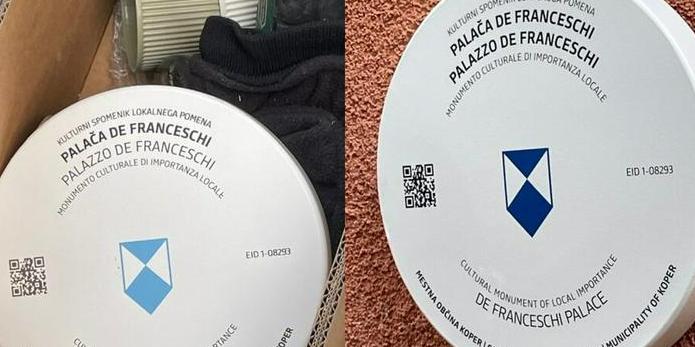 KULTURNI SPOMENIK LOKALNEGA POMENA
PALAČA DE FRANCESCHI
PALAZZO DE FRANCESCHI
MONUMENTO CULTURALE DI IMPORTANZA LOCALE
EID 1-08293
KOPER
KULTURNI SPOMENIK POMENA
PALAČA DE FRANCESCHI
PALAZZO DE FRANCESCHI
MONUMENTO CULTURALE DI IMPORTANZA LOCALE
EID 1-08293
CULTURAL MONUMENT OF LOCAL IMPORTANCE
DE FRANCESCHI PALACE
MESTNA OBČINA KOPER
MUNICIPALITY OF KOPER